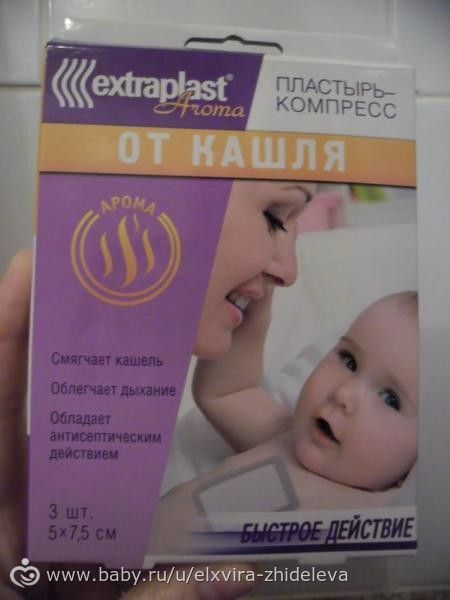 extraplast®
Aroma
ПЛАСТЫРЬ–
КОМПРЕСС
ОТ КАШЛЯ
АРОМА
Смягчает кашель
Облегчает дыхание
Обладает
антисептическим
действием
3 шт.
5×7,5 см
БЫСТРОЕ ДЕЙСТВИЕ
www.baby.ru/u/elxvira-zhideleva